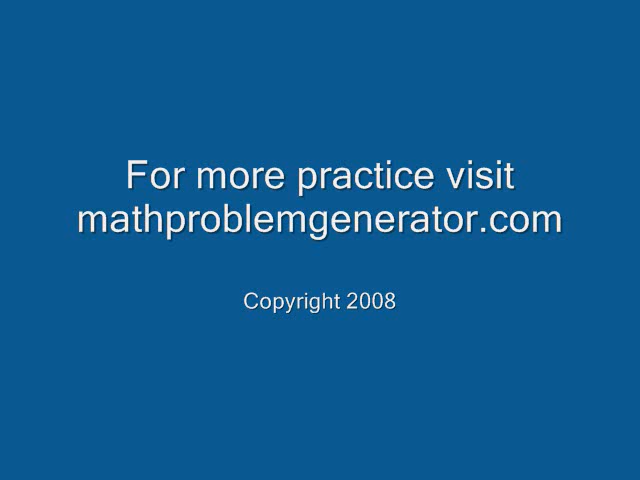 For more practice visit
mathproblemgenerator.com
Copyright 2008